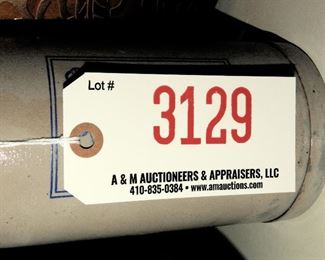 Lot #
3129
A & M AUCTIONEERS & APPRAISERS, LLC
410-835-0384 • www.amauctions.com